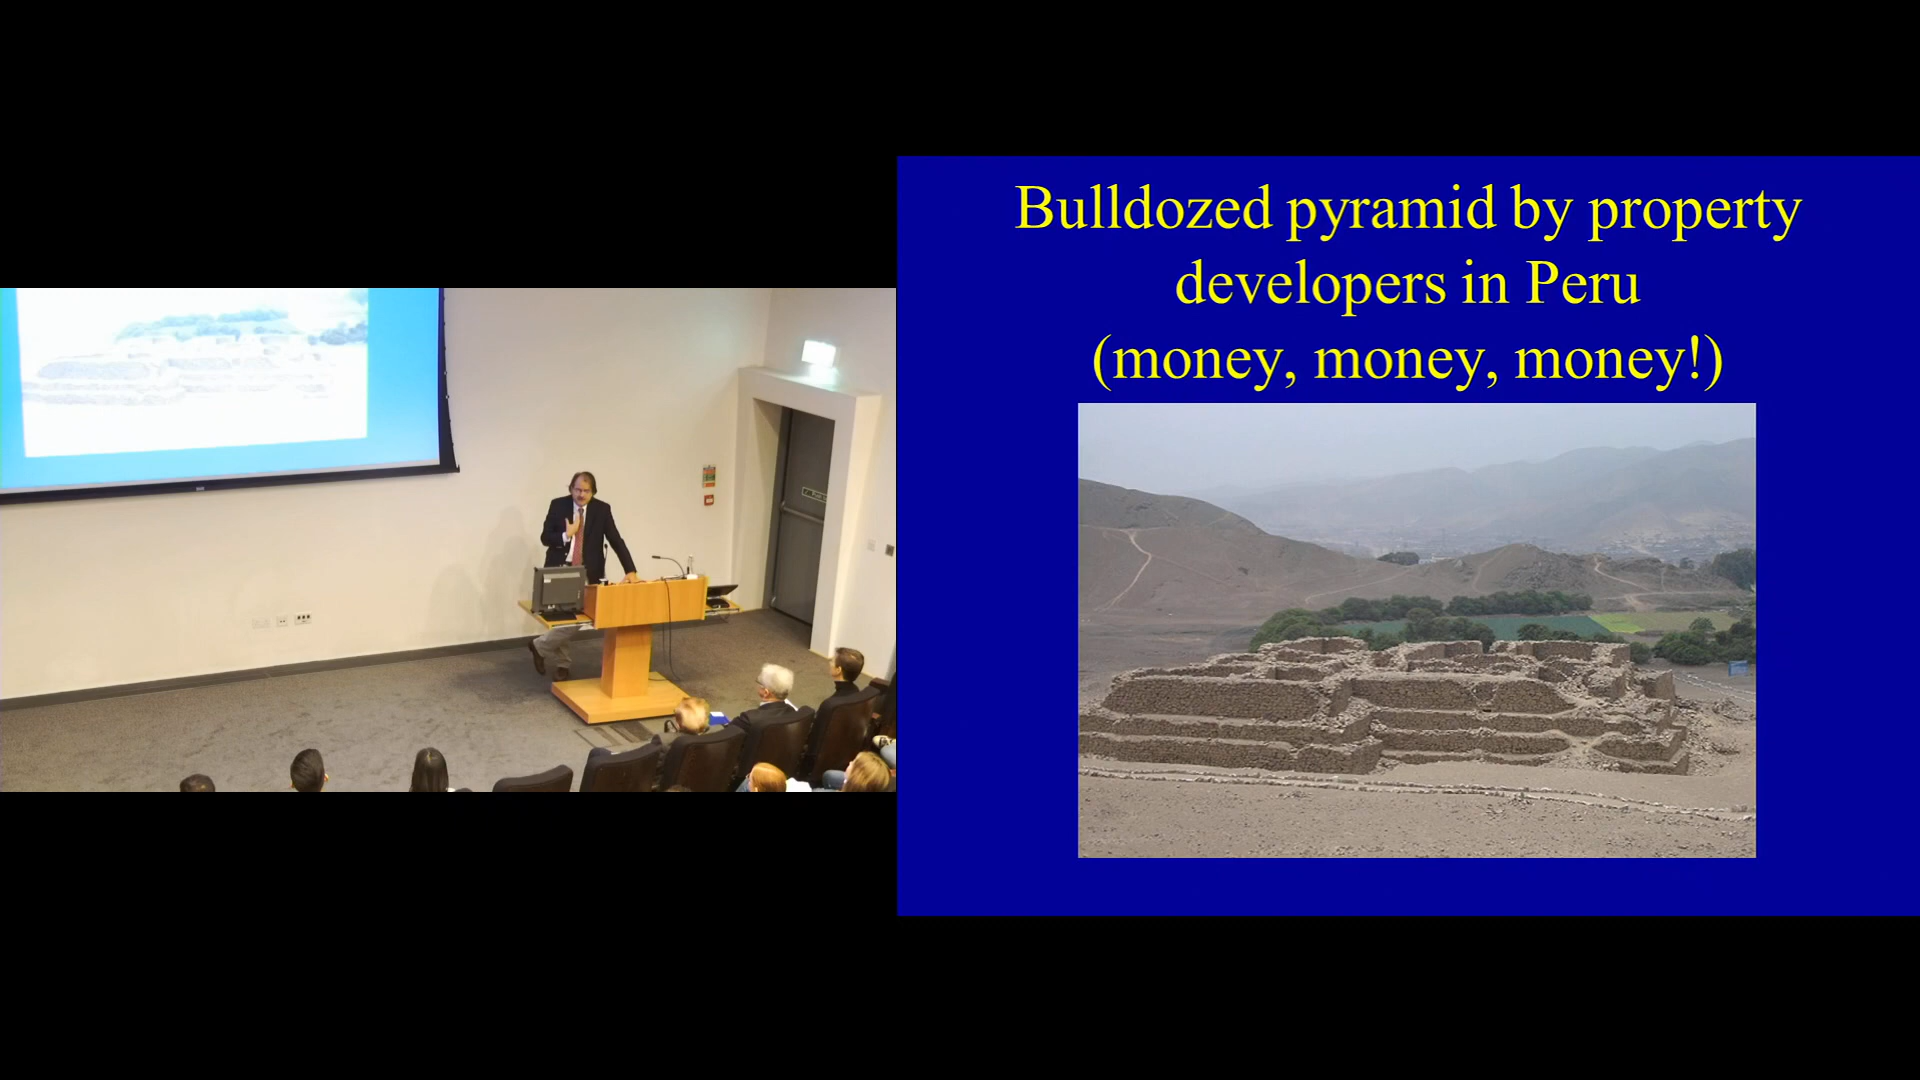 Bulldozed pyramid by property
developers in Peru
(money, money, money!)